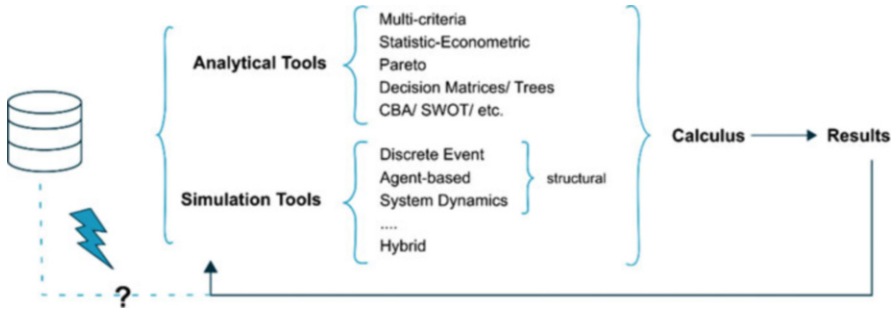 Analytical Tools
Multi-criteria
Statistic-Econometric
Pareto
Decision Matrices/ Trees
CBA/ SWOT/ etc.
Simulation Tools
Discrete Event
Agent-based
System Dynamics
....
Hybrid
structural
Calculus
Results
?